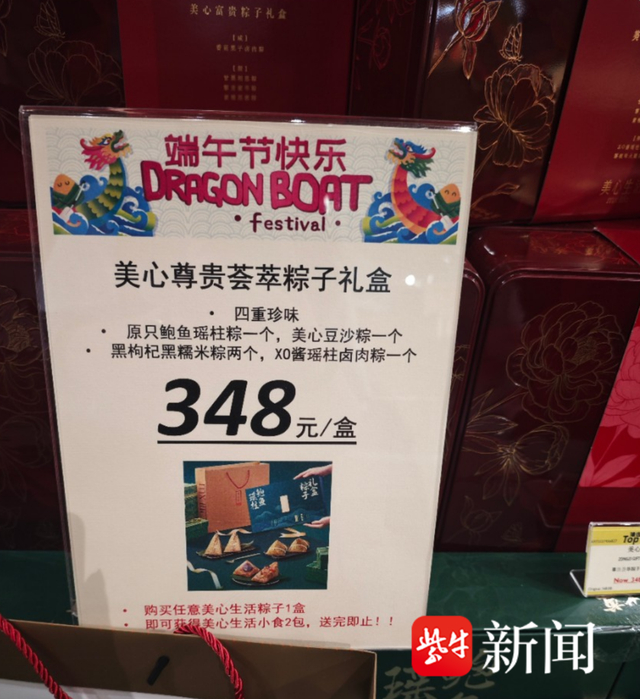 美心富贵粽子礼盒
端午节快乐
DRAGON BOAT
• festival •
美心尊贵荟萃粽子礼盒
• 四重珍味
• 原只鲍鱼瑶柱粽一个，美心豆沙粽一个
• 黑枸杞黑糯米粽两个，XO酱瑶柱卤肉粽一个
348元/盒
• 购买任意美心生活粽子1盒
• 即可获得美心生活小食2包，送完即止！！
Top
紫牛新闻